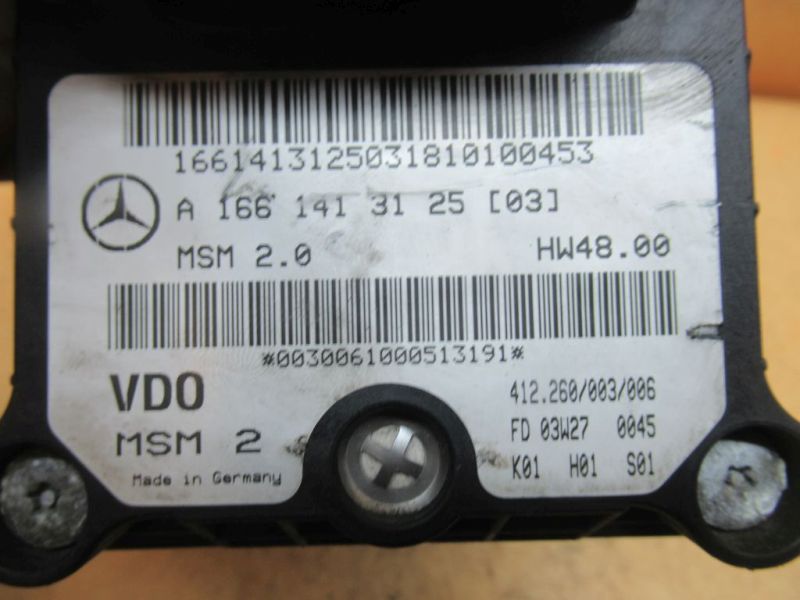 1661413125031810100453
A 166 141 31 25 [03]
MSM 2.0 HW48.00
*0030061000513191*
VDO
412.260/003/006
MSM 2
FD 03W27 0045
Made in Germany
K01 H01 S01